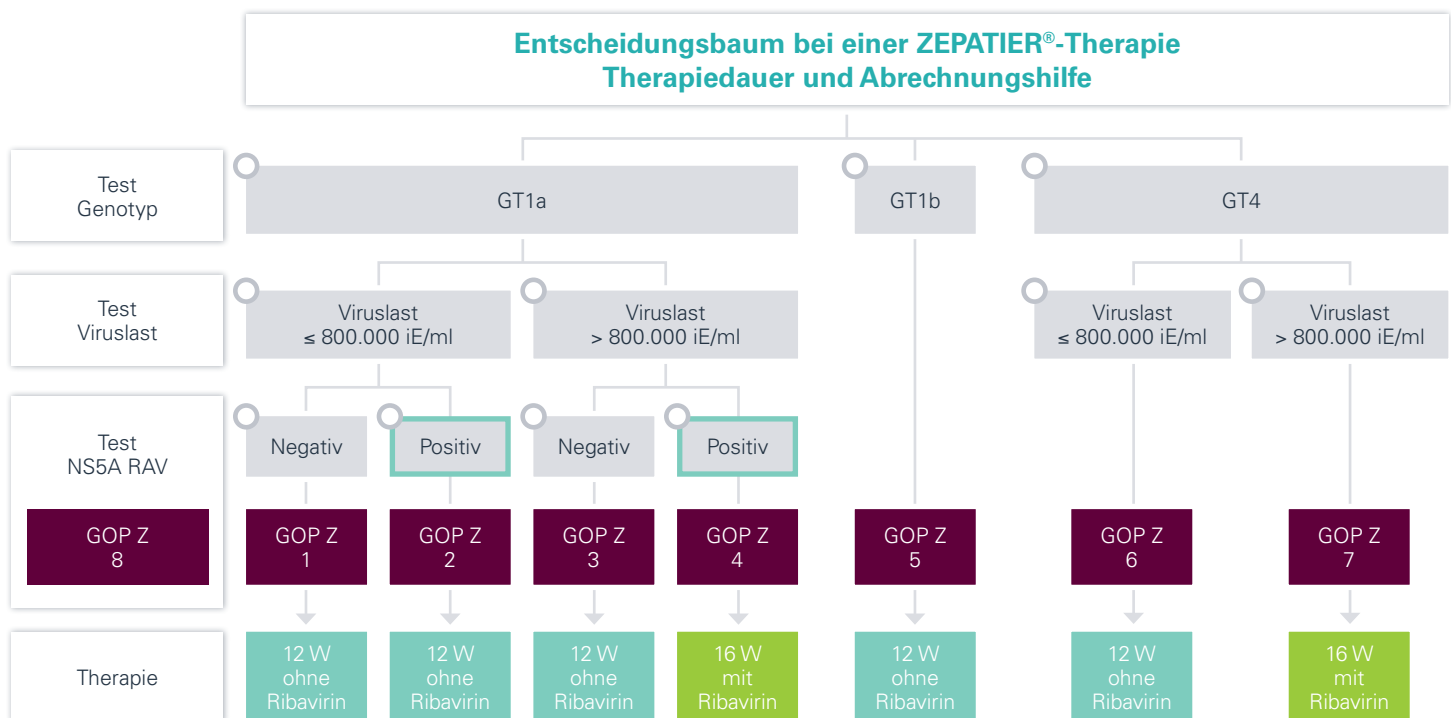 Entscheidungsbaum bei einer ZEPATIER®-Therapie
Therapiedauer und Abrechnungshilfe
Test
Genotyp
GT1a
GT1b
GT4
Test
Viruslast
Viruslast
≤ 800.000 iE/ml
Viruslast
> 800.000 iE/ml
Viruslast
≤ 800.000 iE/ml
Viruslast
> 800.000 iE/ml
Test
NS5A RAV
Negativ
Positiv
Negativ
Positiv
GOP Z
8
GOP Z
1
GOP Z
2
GOP Z
3
GOP Z
4
GOP Z
5
GOP Z
6
GOP Z
7
Therapie
12 W
ohne
Ribavirin
12 W
ohne
Ribavirin
12 W
ohne
Ribavirin
16 W
mit
Ribavirin
12 W
ohne
Ribavirin
12 W
ohne
Ribavirin
16 W
mit
Ribavirin